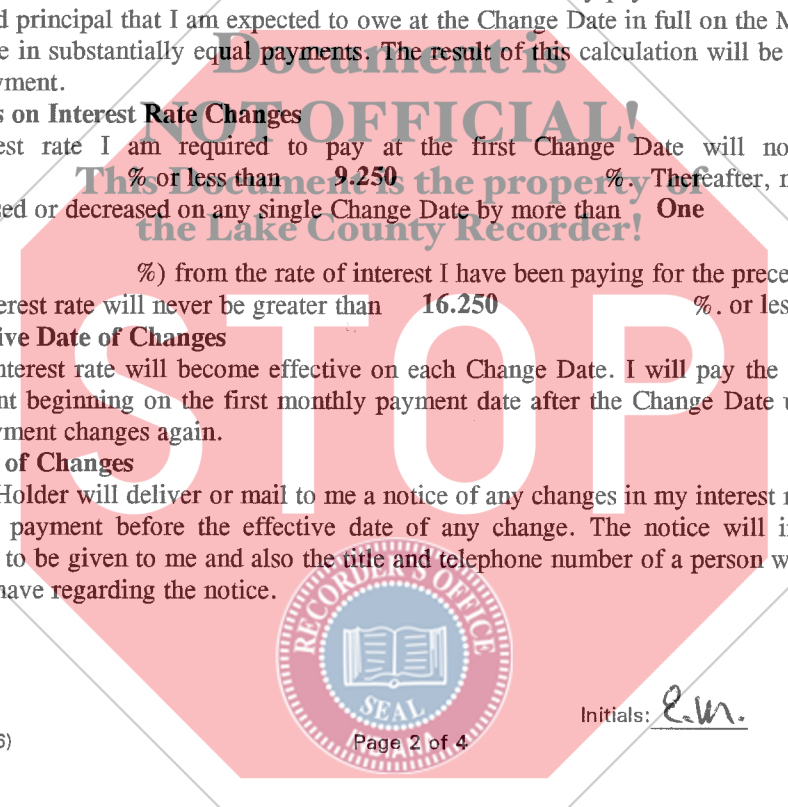 d principal that I am expected to owe at the Change Date in full on the M
e in substantially equal payments. The result of this calculation will be
yment.
Document is
s on Interest Rate Changes
NOT OFFICIAL!
est rate I am required to pay at the first Change Date will no
% or less than 9.250 %. Thereafter, n
This Document is the property
ed or decreased on any single Change Date by more than One
the Lake County Recorder!
%) from the rate of interest I have been paying for the prece
erest rate will never be greater than 16.250 %. or les
ive Date of Changes
nterest rate will become effective on each Change Date. I will pay the
nt beginning on the first monthly payment date after the Change Date u
yment changes again.
STOP
of Changes
Holder will deliver or mail to me a notice of any changes in my interest r
payment before the effective date of any change. The notice will i
to be given to me and also the title and telephone number of a person w
have regarding the notice.
RECORDER'S OFFICE
SEAL
INDIANA
Initials: E.M.
6)
Page 2 of 4